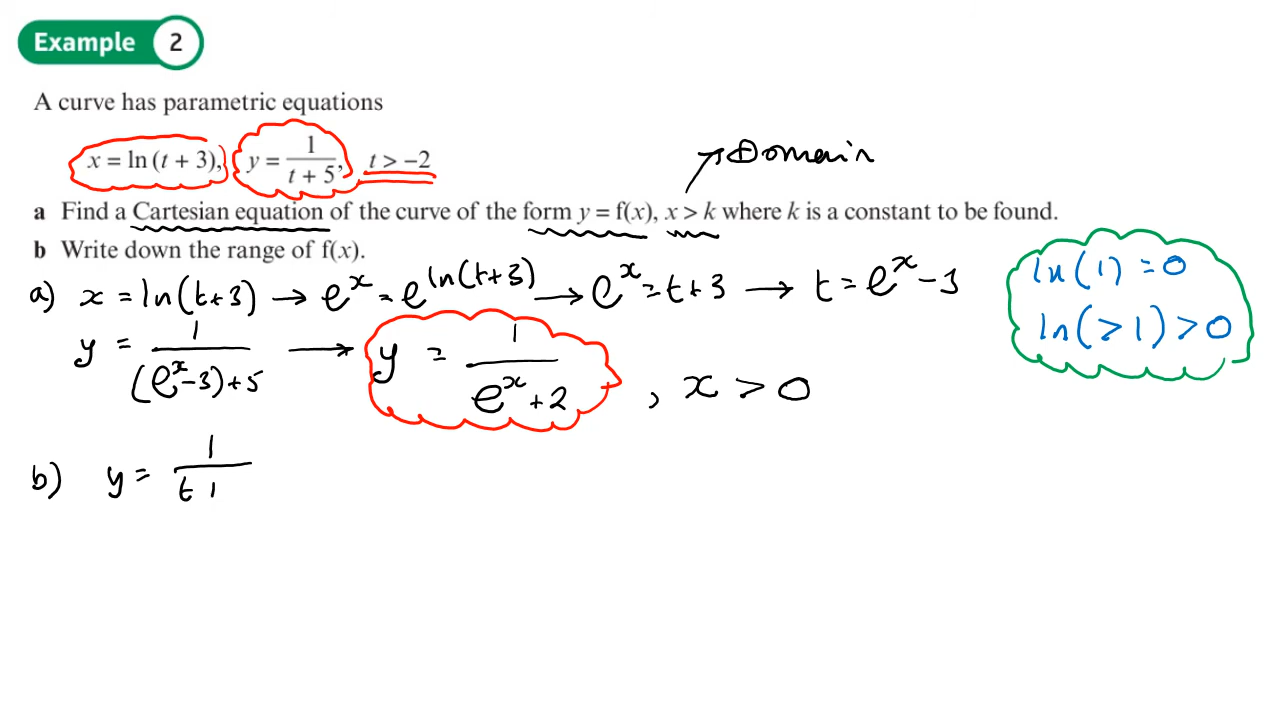 Example 2
A curve has parametric equations
x = ln (t + 3), y = 1/(t + 5), t > −2
Domain
a Find a Cartesian equation of the curve of the form y = f(x), x > k where k is a constant to be found.
b Write down the range of f(x).
a) x = ln(t+3) → e^x = e^ln(t+3) → e^x = t+3 → t = e^x − 3
ln(1) = 0
ln(>1) > 0
y = 1/((e^x − 3) + 5) → y = 1/(e^x + 2) , x > 0
b) y = 1/(t